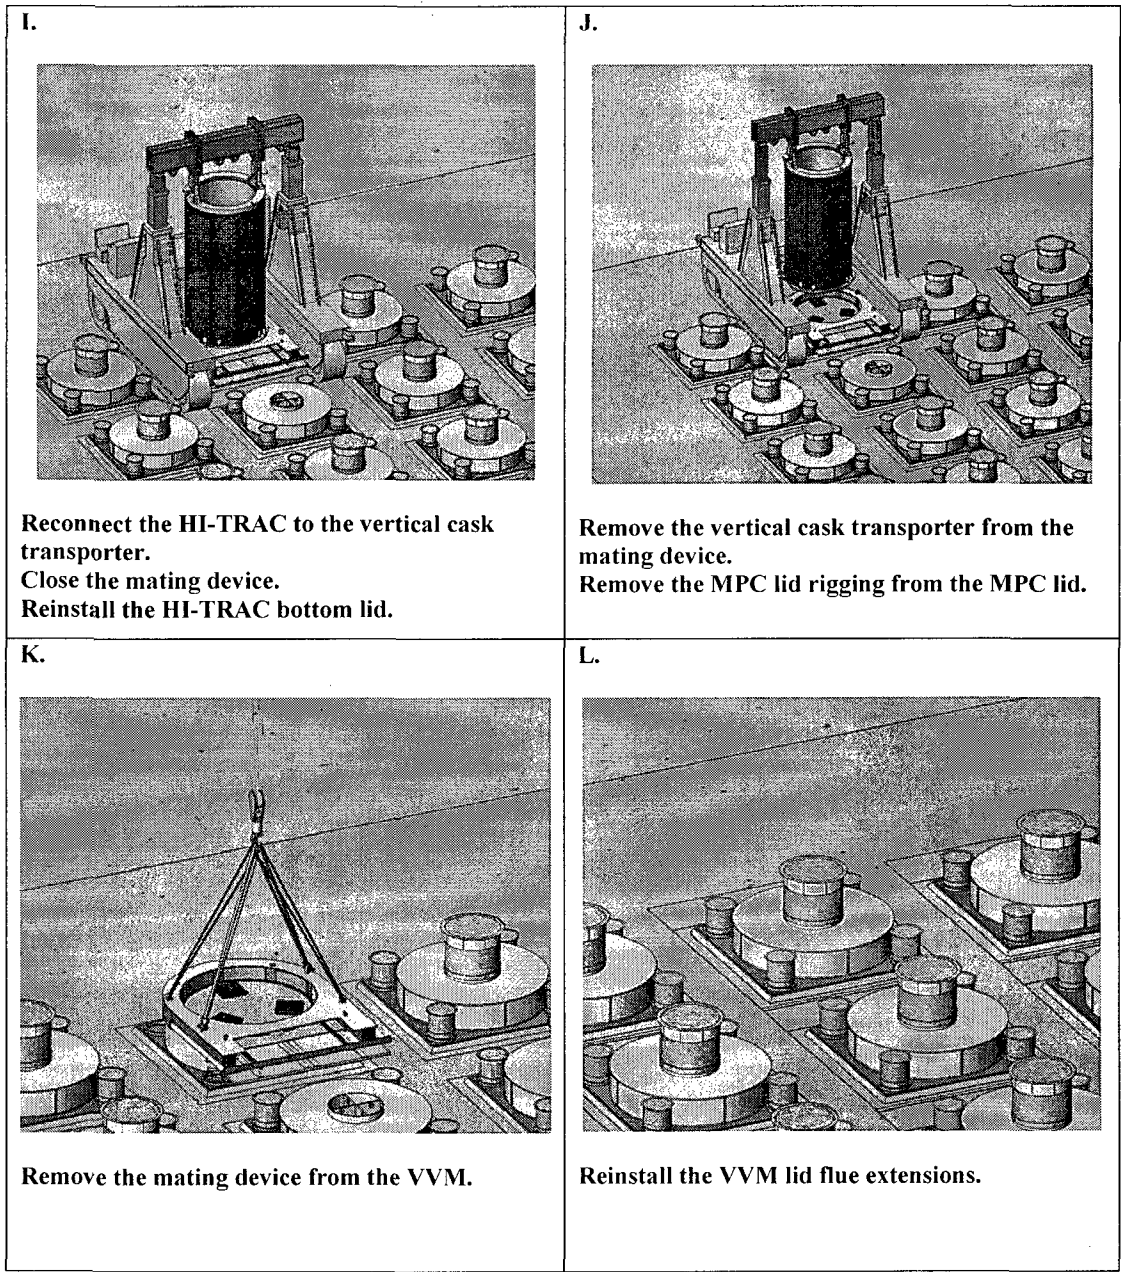 I.
Reconnect the HI-TRAC to the vertical cask
transporter.
Close the mating device.
Reinstall the HI-TRAC bottom lid.
J.
Remove the vertical cask transporter from the
mating device.
Remove the MPC lid rigging from the MPC lid.
K.
Remove the mating device from the VVM.
L.
Reinstall the VVM lid flue extensions.